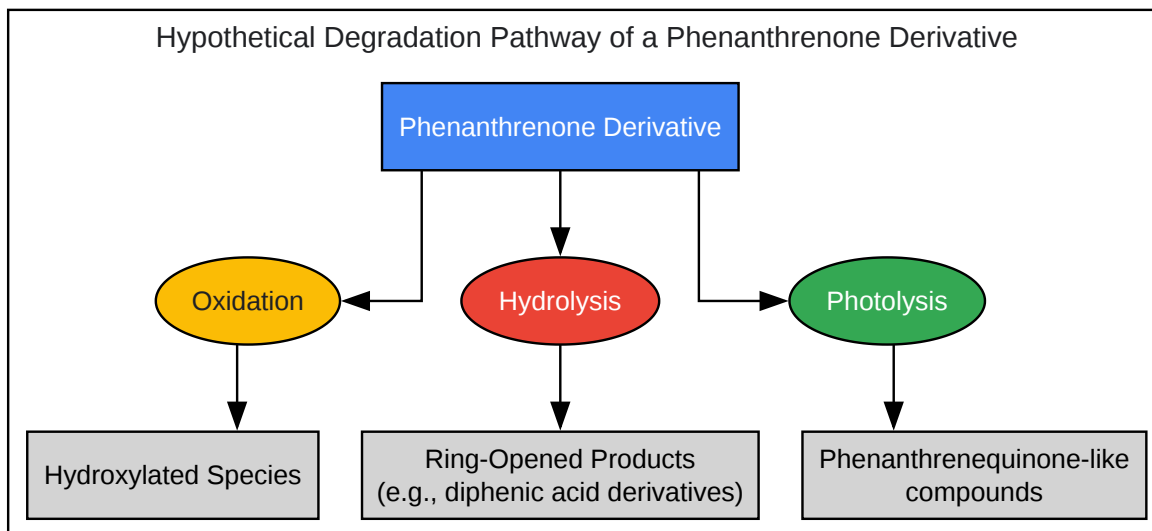 Hypothetical Degradation Pathway of a Phenanthrenone Derivative
Phenanthrenone Derivative
Oxidation
Hydrolysis
Photolysis
Hydroxylated Species
Ring-Opened Products
(e.g., diphenic acid derivatives)
Phenanthrenequinone-like
compounds